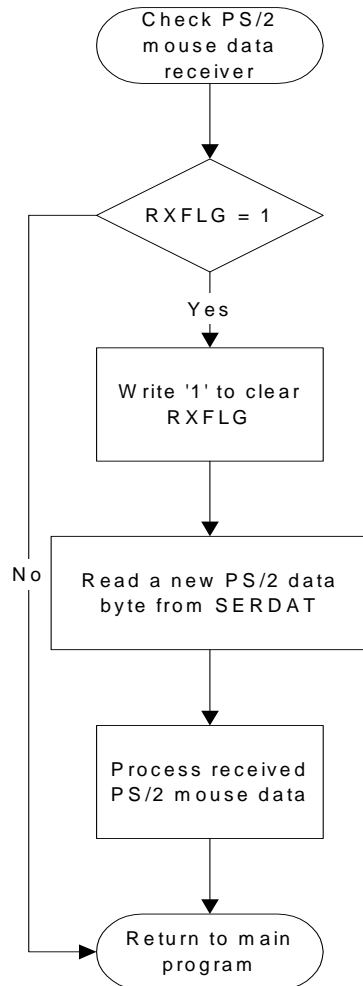 Check PS/2
mouse data
receiver
RXFLG = 1
Yes
Write '1' to clear
RXFLG
No
Read a new PS/2 data
byte from SERDAT
Process received
PS/2 mouse data
Return to main
program